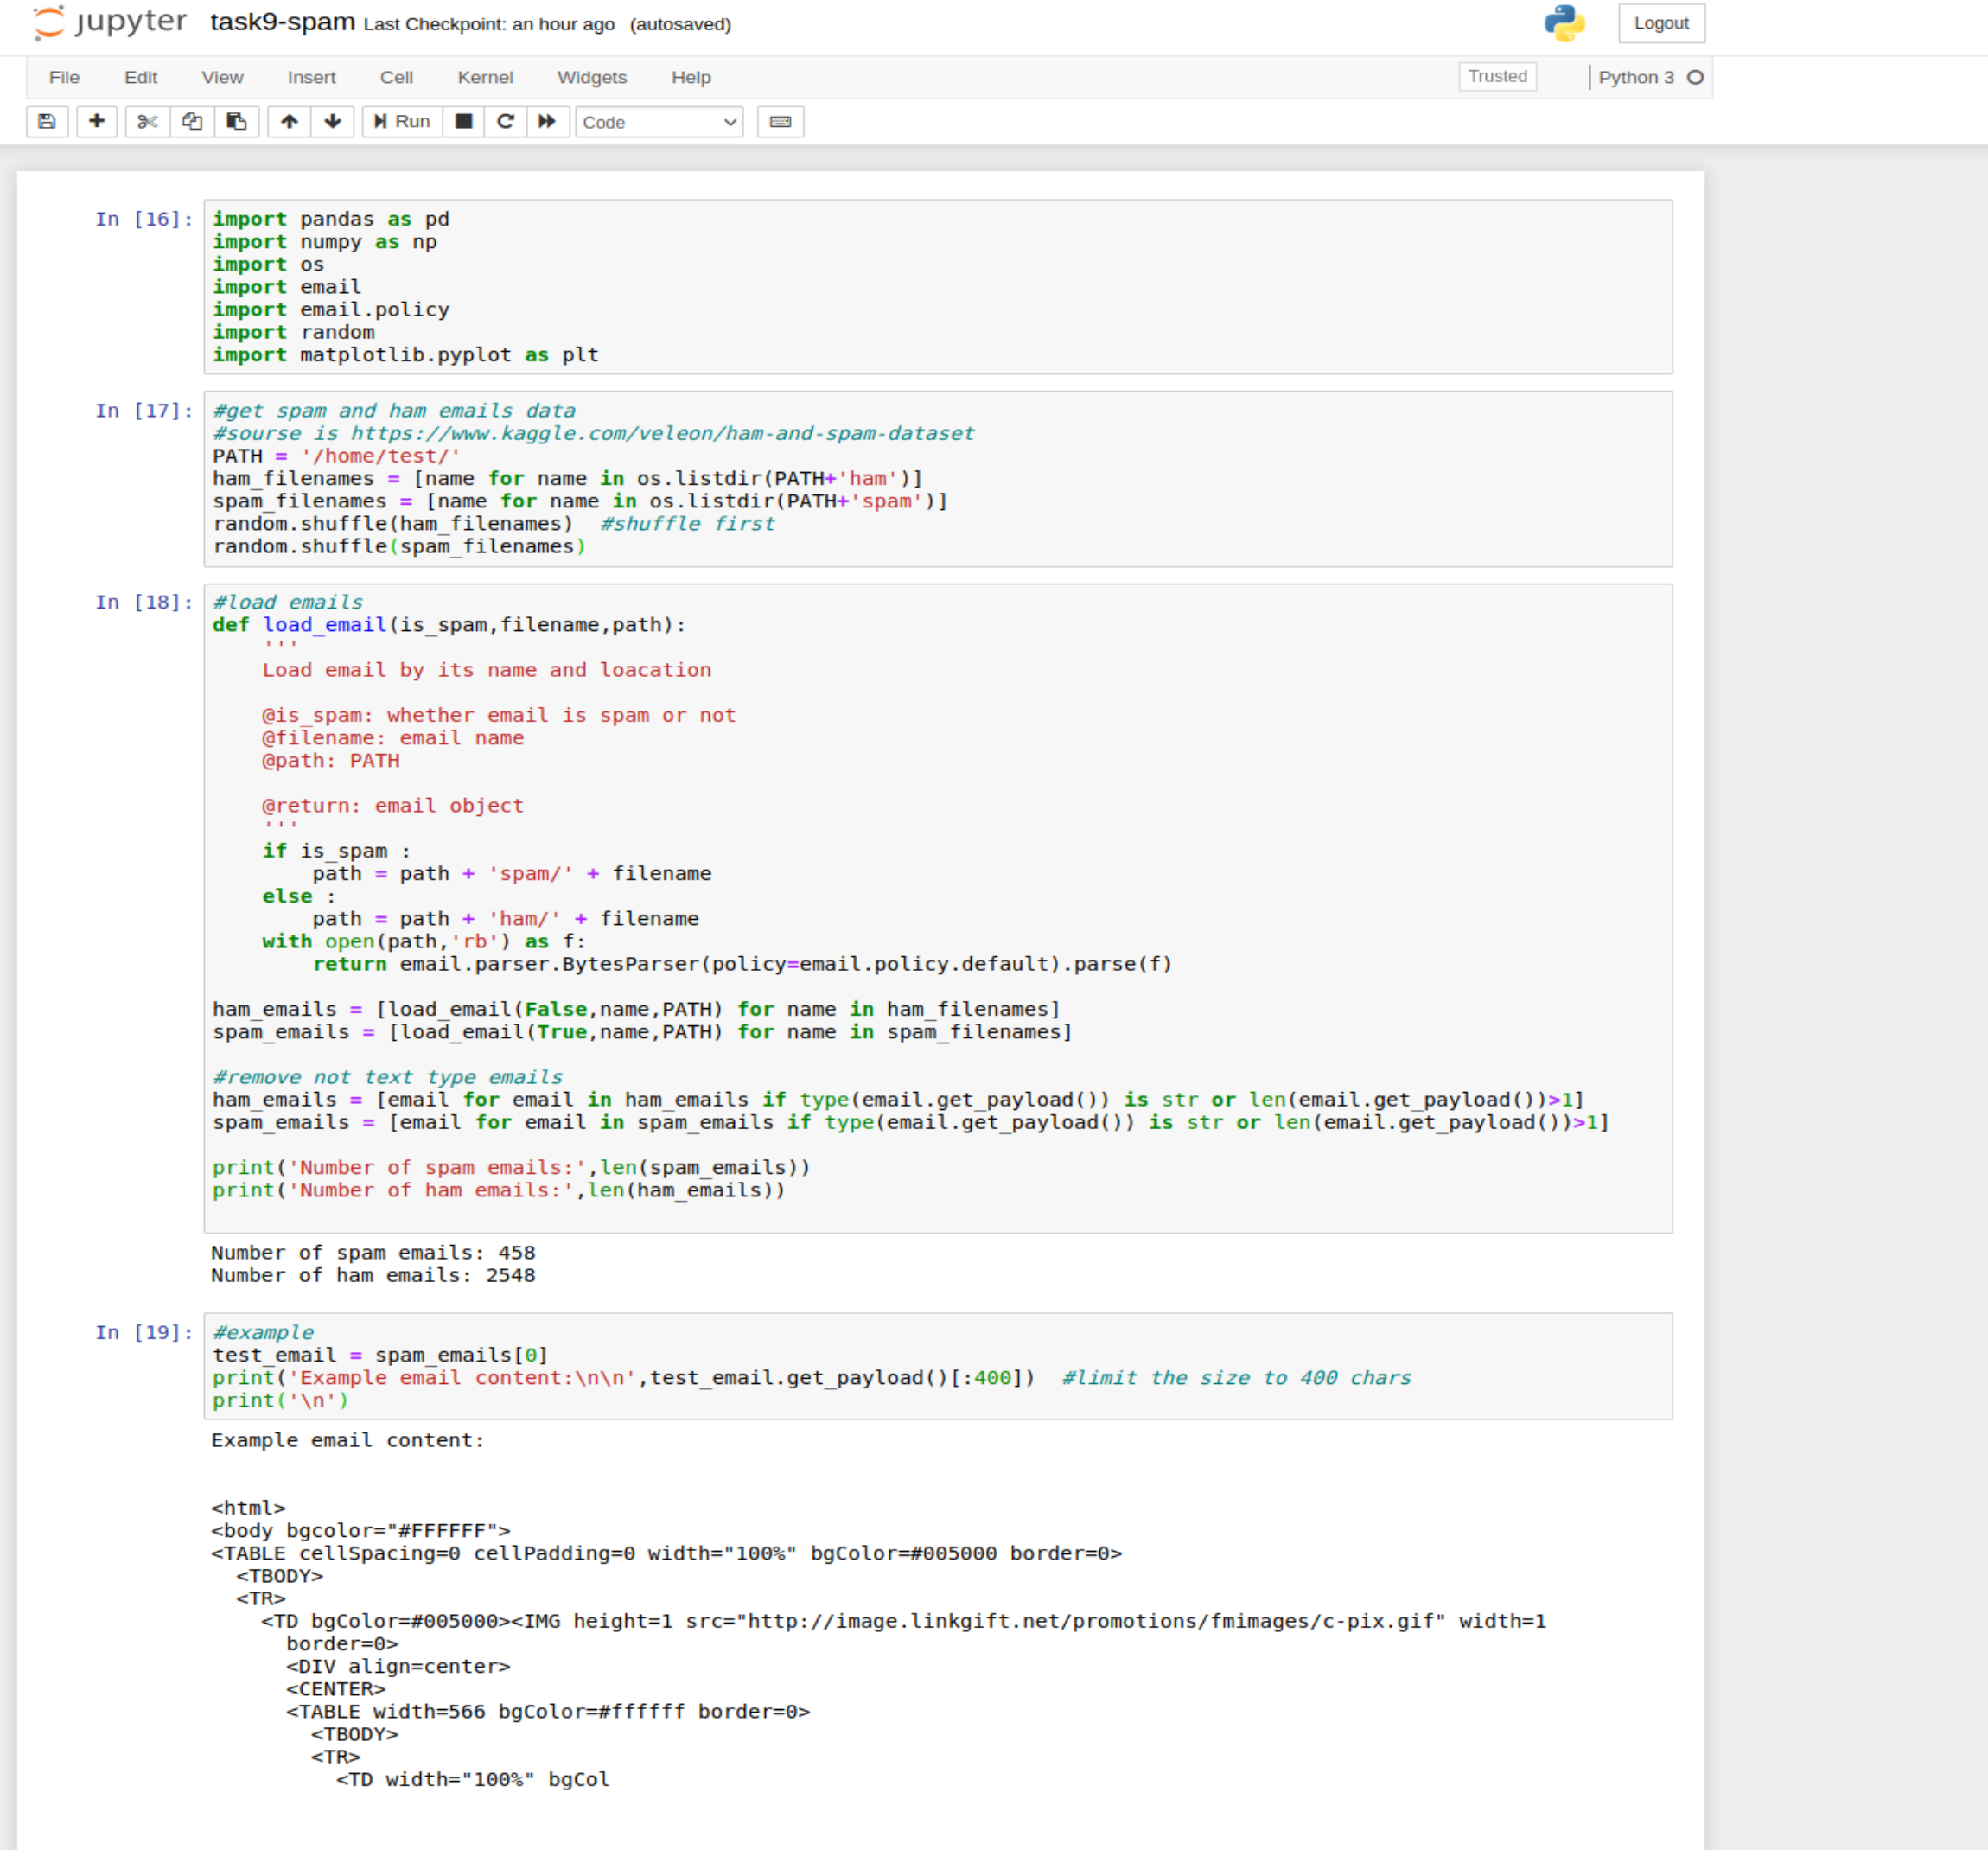 jupyter task9-spam Last Checkpoint: an hour ago (autosaved) Logout
File Edit View Insert Cell Kernel Widgets Help Trusted Python 3
Run Code
In [16]: import pandas as pd
import numpy as np
import os
import email
import email.policy
import random
import matplotlib.pyplot as plt
In [17]: #get spam and ham emails data
#sourse is https://www.kaggle.com/veleon/ham-and-spam-dataset
PATH = '/home/test/'
ham_filenames = [name for name in os.listdir(PATH+'ham')]
spam_filenames = [name for name in os.listdir(PATH+'spam')]
random.shuffle(ham_filenames)  #shuffle first
random.shuffle(spam_filenames)
In [18]: #load emails
def load_email(is_spam,filename,path):
    '''
    Load email by its name and loacation
    @is_spam: whether email is spam or not
    @filename: email name
    @path: PATH
    @return: email object
    '''
    if is_spam :
        path = path + 'spam/' + filename
    else :
        path = path + 'ham/' + filename
    with open(path,'rb') as f:
        return email.parser.BytesParser(policy=email.policy.default).parse(f)
ham_emails = [load_email(False,name,PATH) for name in ham_filenames]
spam_emails = [load_email(True,name,PATH) for name in spam_filenames]
#remove not text type emails
ham_emails = [email for email in ham_emails if type(email.get_payload()) is str or len(email.get_payload())>1]
spam_emails = [email for email in spam_emails if type(email.get_payload()) is str or len(email.get_payload())>1]
print('Number of spam emails:',len(spam_emails))
print('Number of ham emails:',len(ham_emails))
Number of spam emails: 458
Number of ham emails: 2548
In [19]: #example
test_email = spam_emails[0]
print('Example email content:\n\n',test_email.get_payload()[:400])  #limit the size to 400 chars
print('\n')
Example email content:
<html>
<body bgcolor="#FFFFFF">
<TABLE cellSpacing=0 cellPadding=0 width="100%" bgColor=#005000 border=0>
  <TBODY>
  <TR>
    <TD bgColor=#005000><IMG height=1 src="http://image.linkgift.net/promotions/fmimages/c-pix.gif" width=1
      border=0>
      <DIV align=center>
      <CENTER>
      <TABLE width=566 bgColor=#ffffff border=0>
        <TBODY>
        <TR>
          <TD width="100%" bgCol